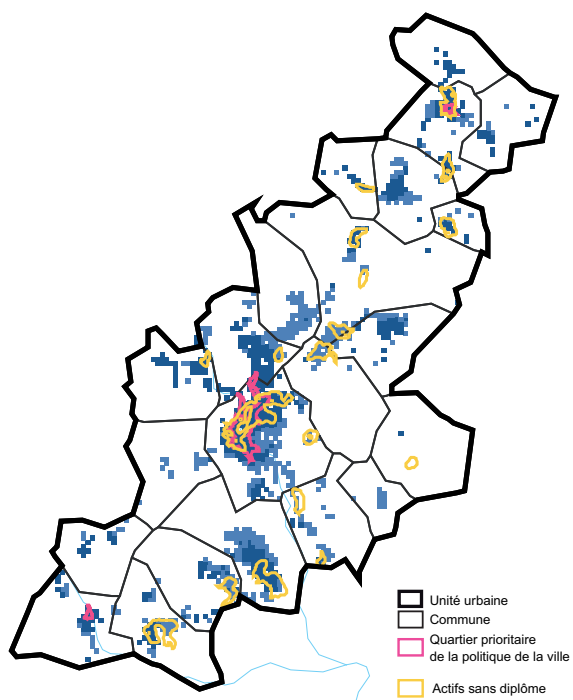 Unité urbaine
Commune
Quartier prioritaire
de la politique de la ville
Actifs sans diplôme